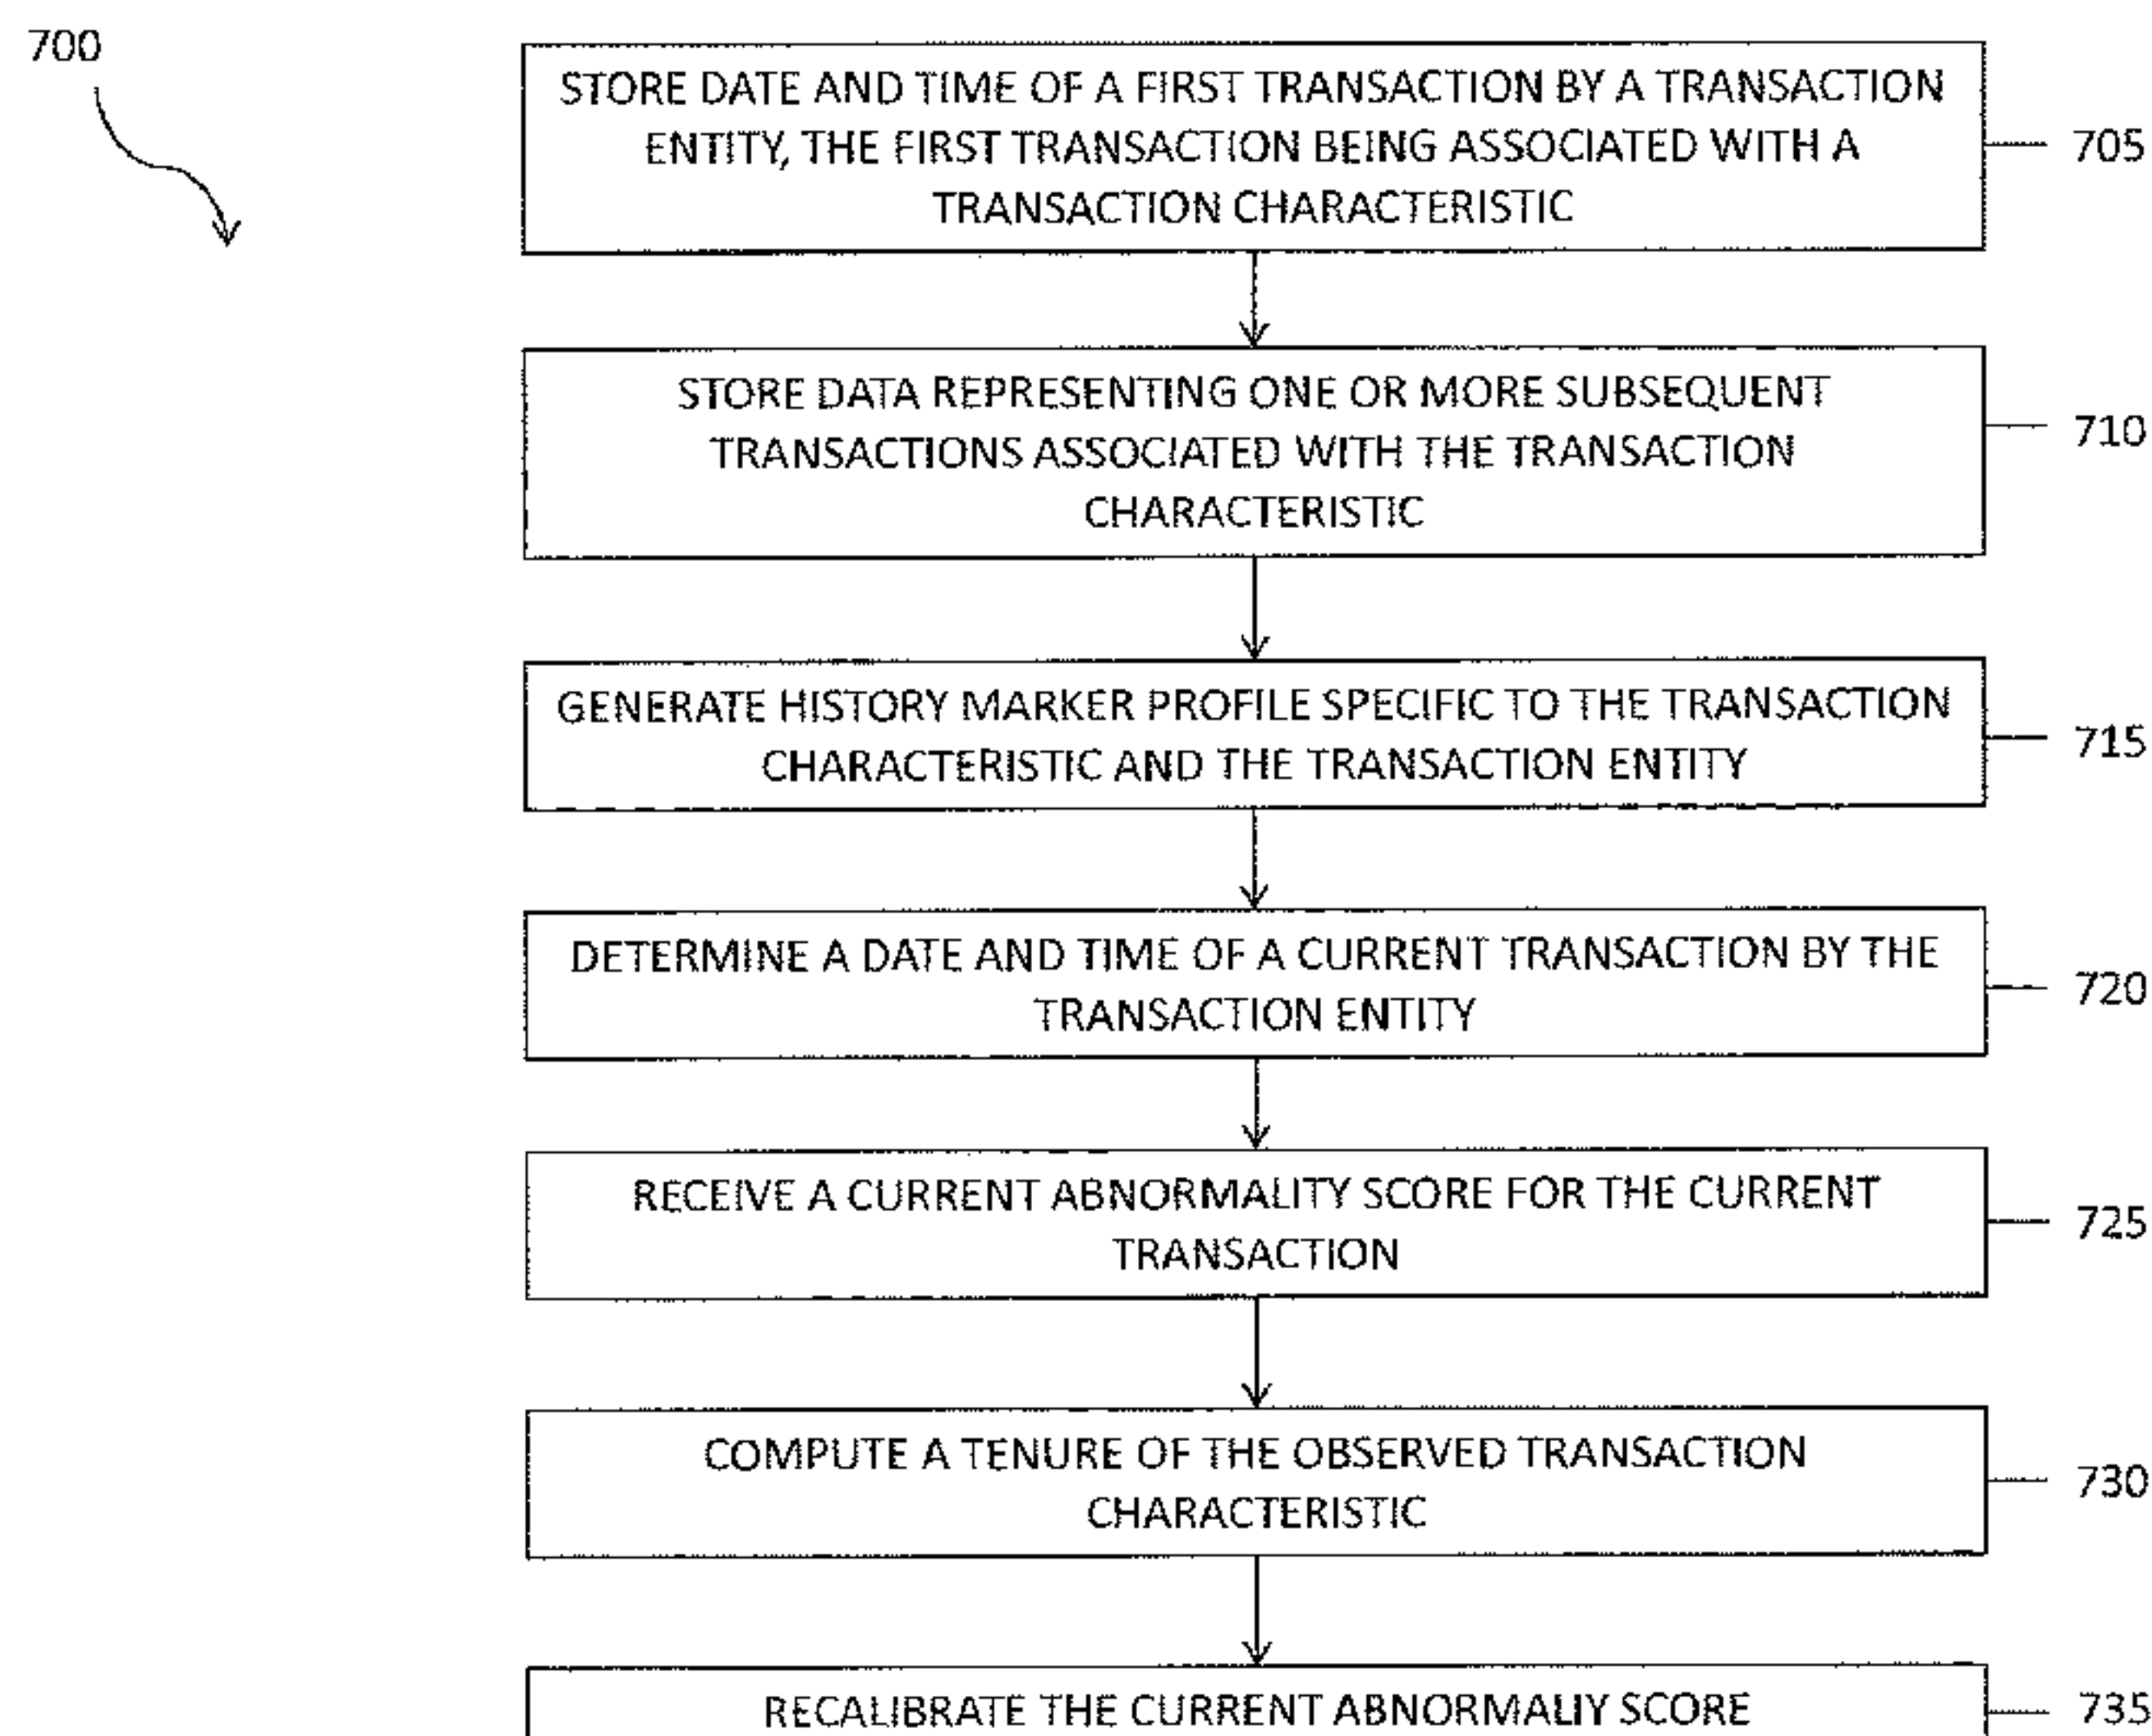 700
STORE DATE AND TIME OF A FIRST TRANSACTION BY A TRANSACTION
ENTITY, THE FIRST TRANSACTION BEING ASSOCIATED WITH A
TRANSACTION CHARACTERISTIC
705
STORE DATA REPRESENTING ONE OR MORE SUBSEQUENT
TRANSACTIONS ASSOCIATED WITH THE TRANSACTION
CHARACTERISTIC
710
GENERATE HISTORY MARKER PROFILE SPECIFIC TO THE TRANSACTION
CHARACTERISTIC AND THE TRANSACTION ENTITY
715
DETERMINE A DATE AND TIME OF A CURRENT TRANSACTION BY THE
TRANSACTION ENTITY
720
RECEIVE A CURRENT ABNORMALITY SCORE FOR THE CURRENT
TRANSACTION
725
COMPUTE A TENURE OF THE OBSERVED TRANSACTION
CHARACTERISTIC
730
RECALIBRATE THE CURRENT ABNORMALIY SCORE
735